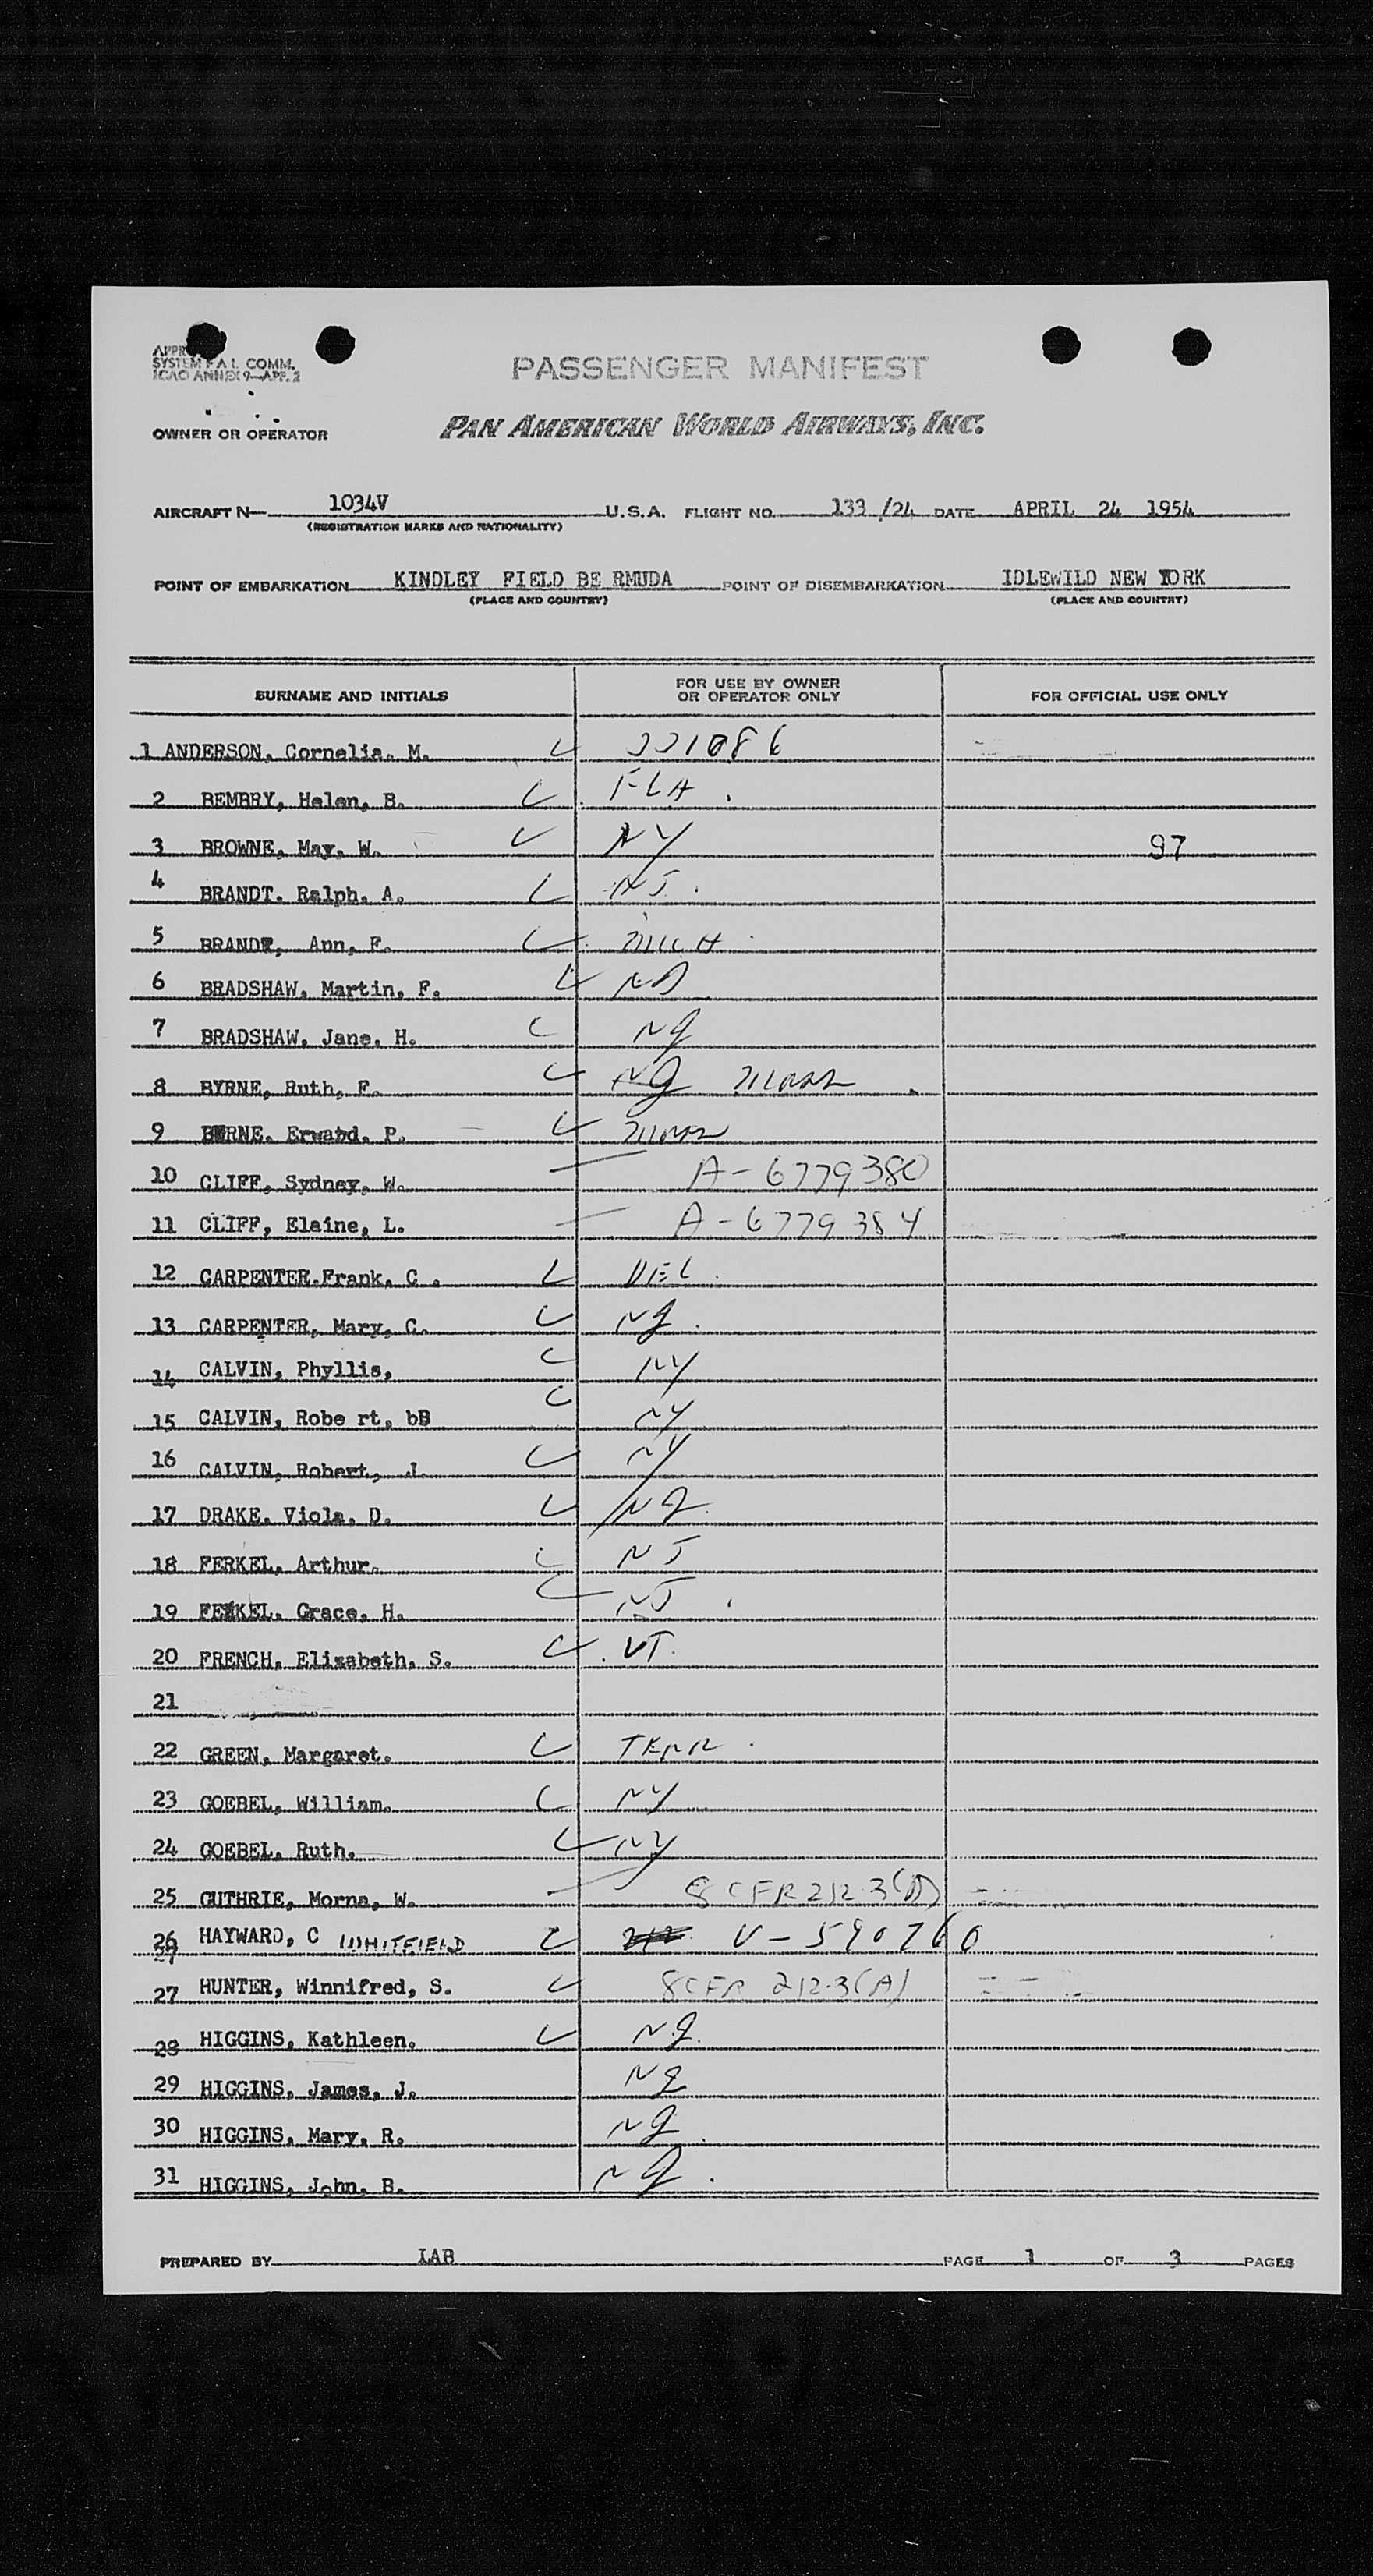 SYSTEM F A L COMM.
ICAO ANNEX 9—APP. 2
PASSENGER MANIFEST
OWNER OR OPERATOR PAN AMERICAN WORLD AIRWAYS, INC.
AIRCRAFT N— 1034V U.S.A. FLIGHT NO. 133 /24 DATE APRIL 24 1954
(REGISTRATION MARKS AND NATIONALITY)
POINT OF EMBARKATION KINDLEY FIELD BE RMUDA POINT OF DISEMBARKATION IDLEWILD NEW YORK
(PLACE AND COUNTRY) (PLACE AND COUNTRY)
SURNAME AND INITIALS FOR USE BY OWNER OR OPERATOR ONLY FOR OFFICIAL USE ONLY
1 ANDERSON, Cornelia. M. 221086
2 BEMBRY, Helen, B. FLA.
3 BROWNE, May, W. NY 97
4 BRANDT. Ralph. A. NJ.
5 BRANDT, Ann, F. MICH
6 BRADSHAW, Martin, F.
7 BRADSHAW, Jane, H. NJ
8 BYRNE, Ruth, F. NJ Mass
9 BYRNE. Erwabd. P. Mass
10 CLIFF, Sydney, W. A-6779380
11 CLIFF, Elaine, L. A-6779384
12 CARPENTER.Frank, C . DEL.
13 CARPENTER, Mary, C. NJ.
14 CALVIN, Phyllis, NY
15 CALVIN, Robe rt, bB NY
16 CALVIN, Robert, J. NY
17 DRAKE. Viola. D. NJ.
18 FERKEL, Arthur. NJ
19 FERKEL. Grace, H. NJ
20 FRENCH, Elizabeth, S. VT.
21
22 GREEN, Margaret. TENN.
23 GOEBEL, William. NY
24 GOEBEL, Ruth. NY
25 GUTHRIE, Morna, W. 8 CFR 212.3(A)
26 HAYWARD, C WHITFIELD V-590760
27 HUNTER, Winnifred, S. 8CFR 212.3(A)
28 HIGGINS, Kathleen. NJ.
29 HIGGINS, James, J. NJ
30 HIGGINS, Mary, R. NJ.
31 HIGGINS, John, B. NJ.
PREPARED BY IAB PAGE 1 OF 3 PAGES